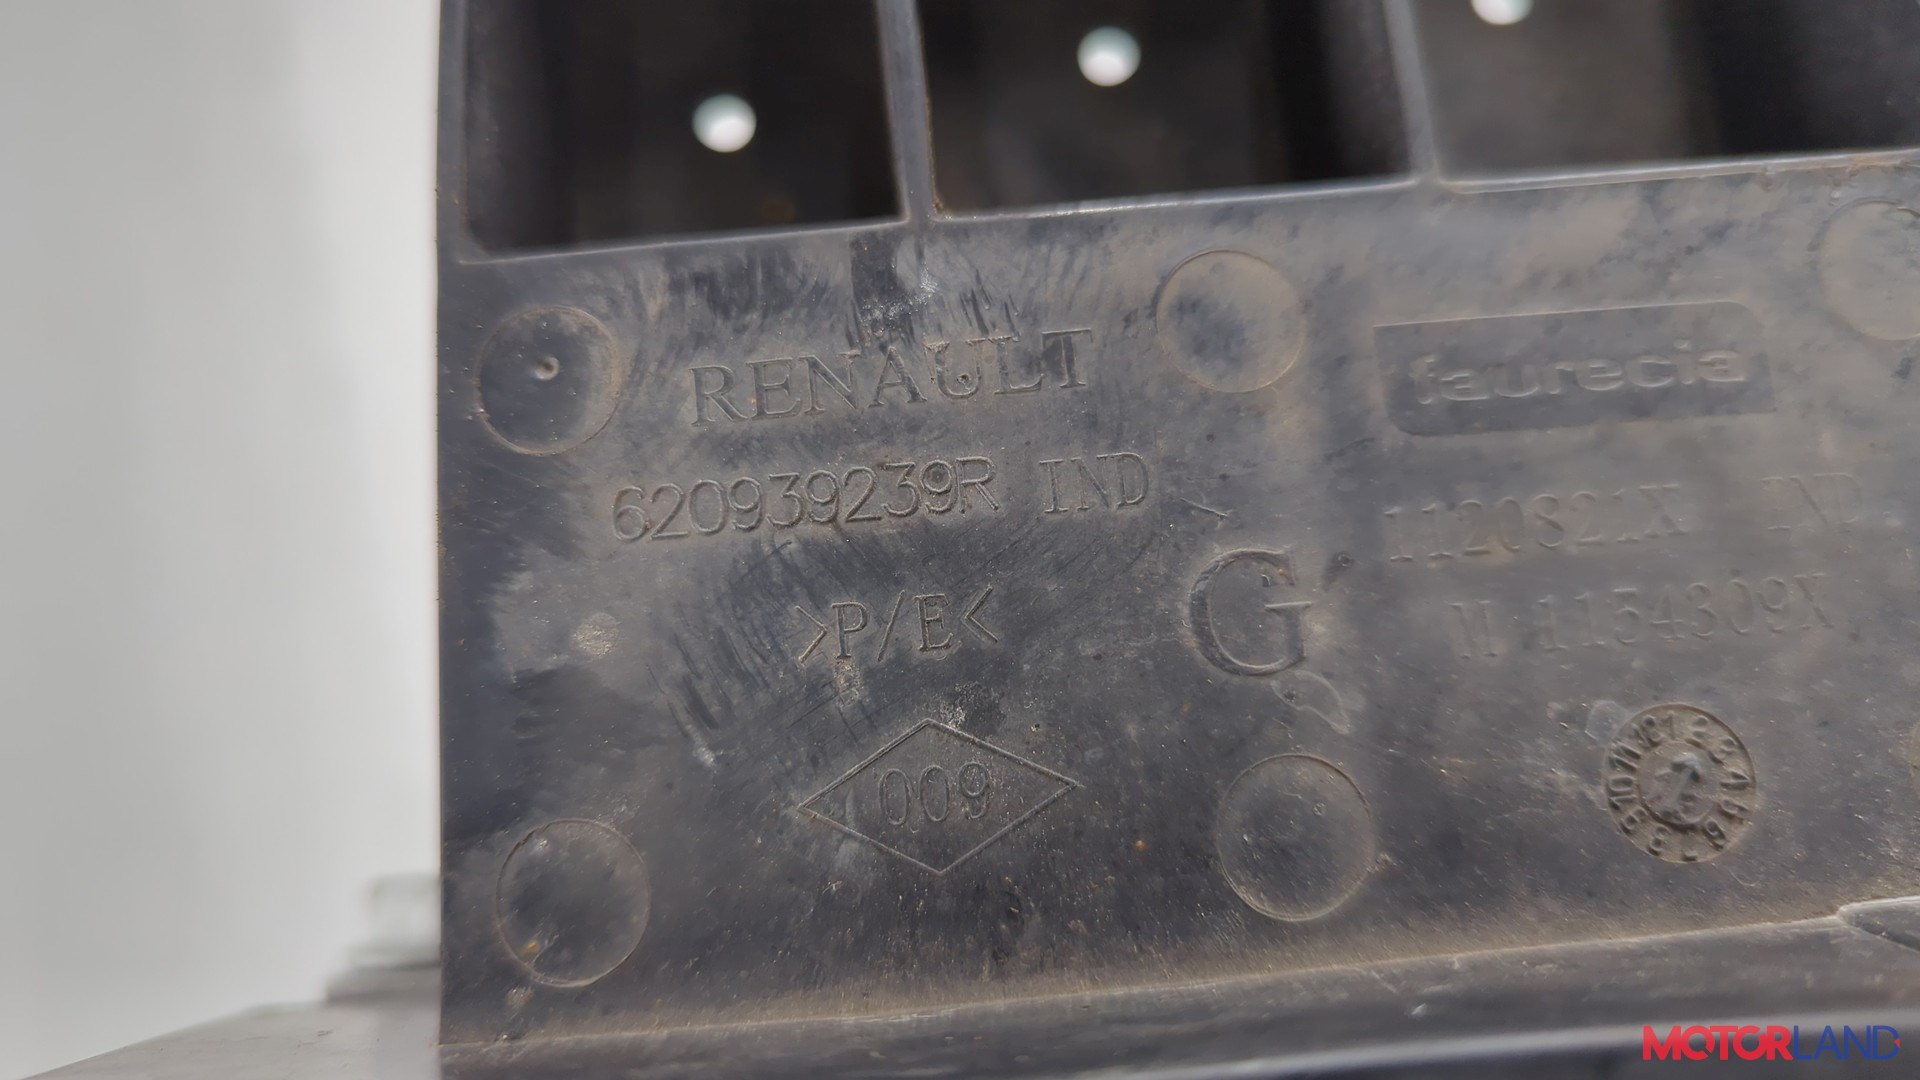 RENAULT
620939239R IND
>P/E<
009
G
faurecia
1120821X IND
M 1154309X
MOTORLAND